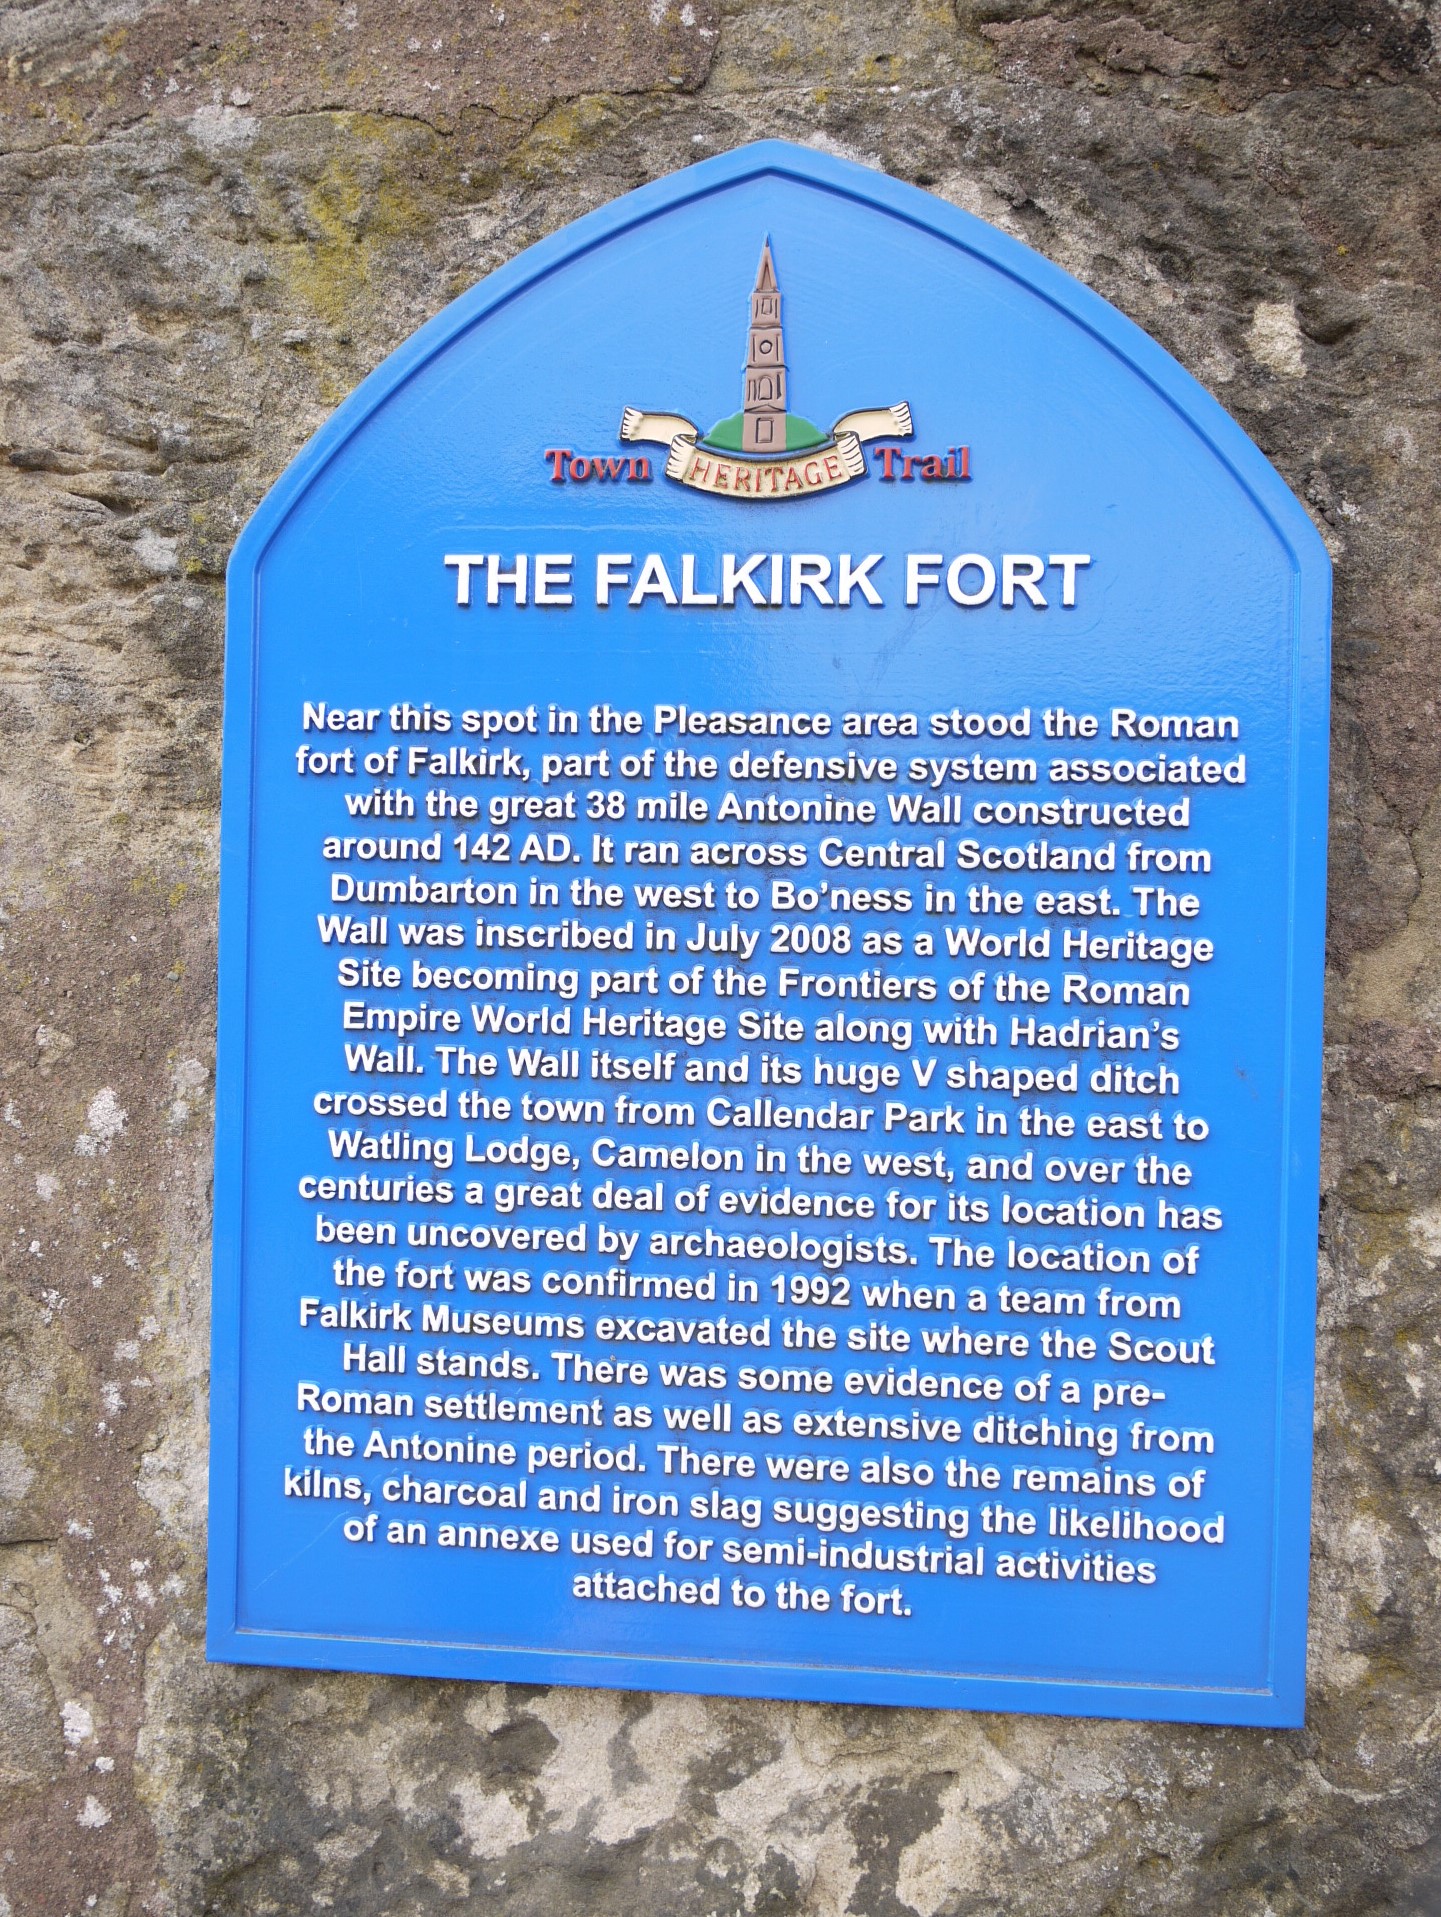 Town HERITAGE Trail
THE FALKIRK FORT
Near this spot in the Pleasance area stood the Roman
fort of Falkirk, part of the defensive system associated
with the great 38 mile Antonine Wall constructed
around 142 AD. It ran across Central Scotland from
Dumbarton in the west to Bo’ness in the east. The
Wall was inscribed in July 2008 as a World Heritage
Site becoming part of the Frontiers of the Roman
Empire World Heritage Site along with Hadrian’s
Wall. The Wall itself and its huge V shaped ditch
crossed the town from Callendar Park in the east to
Watling Lodge, Camelon in the west, and over the
centuries a great deal of evidence for its location has
been uncovered by archaeologists. The location of
the fort was confirmed in 1992 when a team from
Falkirk Museums excavated the site where the Scout
Hall stands. There was some evidence of a pre-
Roman settlement as well as extensive ditching from
the Antonine period. There were also the remains of
kilns, charcoal and iron slag suggesting the likelihood
of an annexe used for semi-industrial activities
attached to the fort.